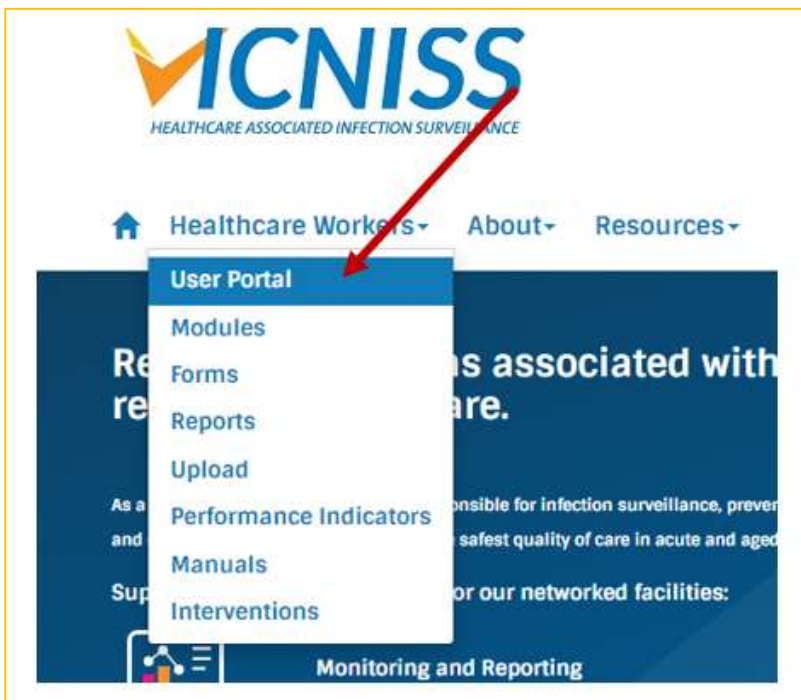 VICNISS
HEALTHCARE ASSOCIATED INFECTION SURVEILLANCE
Healthcare Workers About Resources
User Portal
Modules
Forms
Reports
Upload
Performance Indicators
Manuals
Interventions
Re s associated with
re are.
As a onsible for infection surveillance, preven
and safest quality of care in acute and aged
Sup or our networked facilities:
Monitoring and Reporting